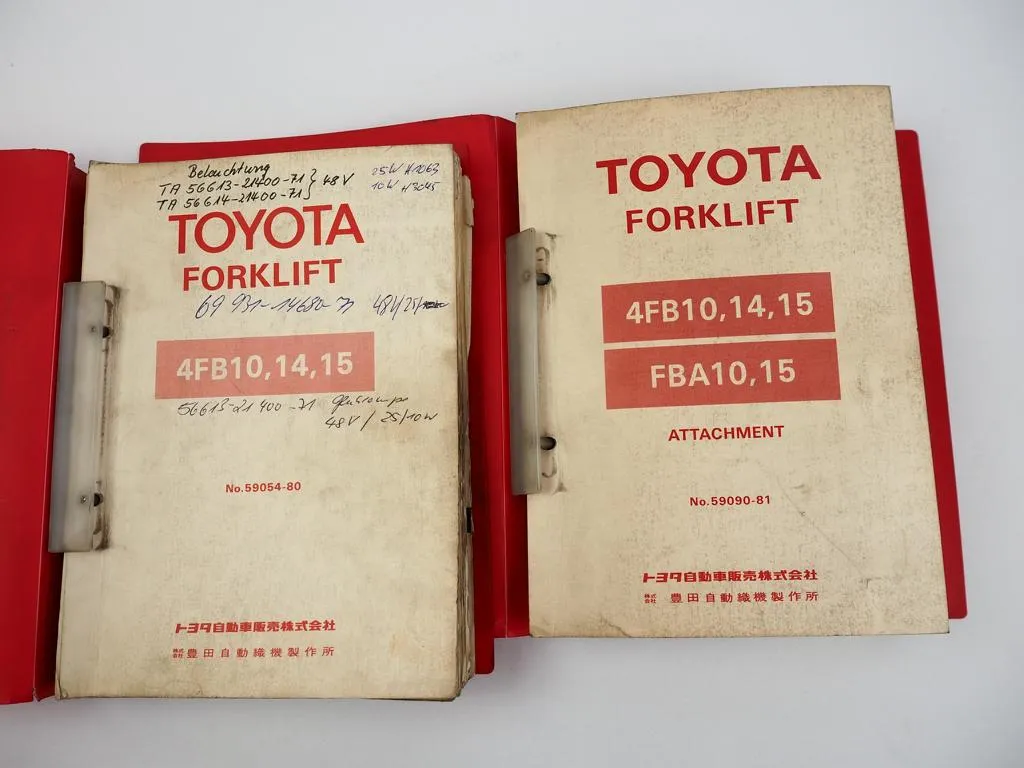 Beleuchtung
TA 56613-21400-71 } 48V
TA 56614-21400-71
25W H1063
10W H3045
TOYOTA
FORKLIFT
69 931-14680-71 48V/25/
4FB10,14,15
56613-21400-71
48V / 25/10W
No.59054-80
トヨタ自動車販売株式会社
株式会社 豊田自動織機製作所
TOYOTA
FORKLIFT
4FB10,14,15
FBA10,15
ATTACHMENT
No.59090-81
トヨタ自動車販売株式会社
株式会社 豊田自動織機製作所